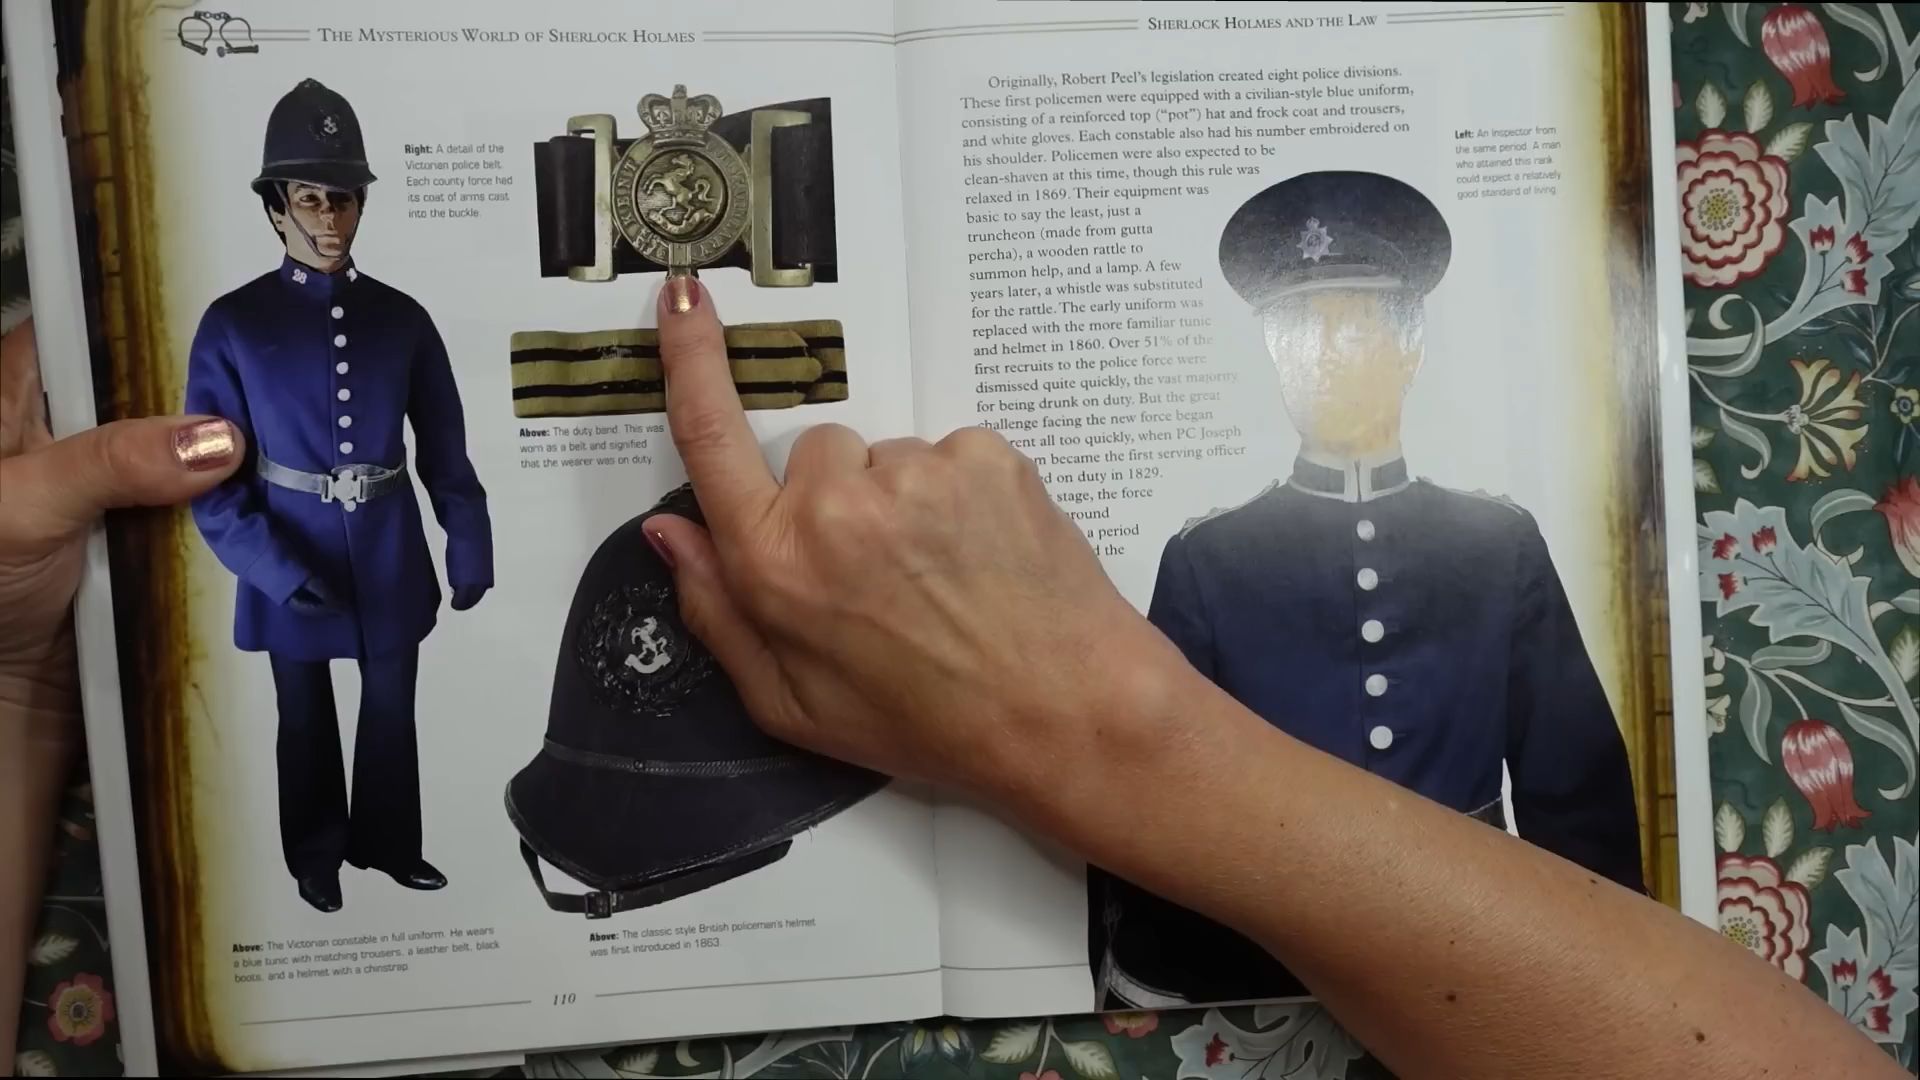 THE MYSTERIOUS WORLD OF SHERLOCK HOLMES
Right: A detail of the
Victorian police belt.
Each county force had
its coat of arms cast
into the buckle.
KENT
28
Above: The duty band. This was
worn as a belt and signified
that the wearer was on duty.
Above: The Victorian constable in full uniform. He wears
a blue tunic with matching trousers, a leather belt, black
boots, and a helmet with a chinstrap.
Above: The classic style British policeman's helmet
was first introduced in 1863.
110
SHERLOCK HOLMES AND THE LAW
Originally, Robert Peel's legislation created eight police divisions.
These first policemen were equipped with a civilian-style blue uniform,
consisting of a reinforced top ("pot") hat and frock coat and trousers,
and white gloves. Each constable also had his number embroidered on
his shoulder. Policemen were also expected to be
clean-shaven at this time, though this rule was
relaxed in 1869. Their equipment was
basic to say the least, just a
truncheon (made from gutta
percha), a wooden rattle to
summon help, and a lamp. A few
years later, a whistle was substituted
for the rattle. The early uniform was
replaced with the more familiar tunic
and helmet in 1860. Over 51% of the
first recruits to the police force were
dismissed quite quickly, the vast majority
for being drunk on duty. But the great
challenge facing the new force began
all too quickly, when PC Joseph
became the first serving officer
on duty in 1829.
stage, the force
a period
the
Left: An inspector from
the same period. A man
who attained this rank
could expect a relatively
good standard of living.